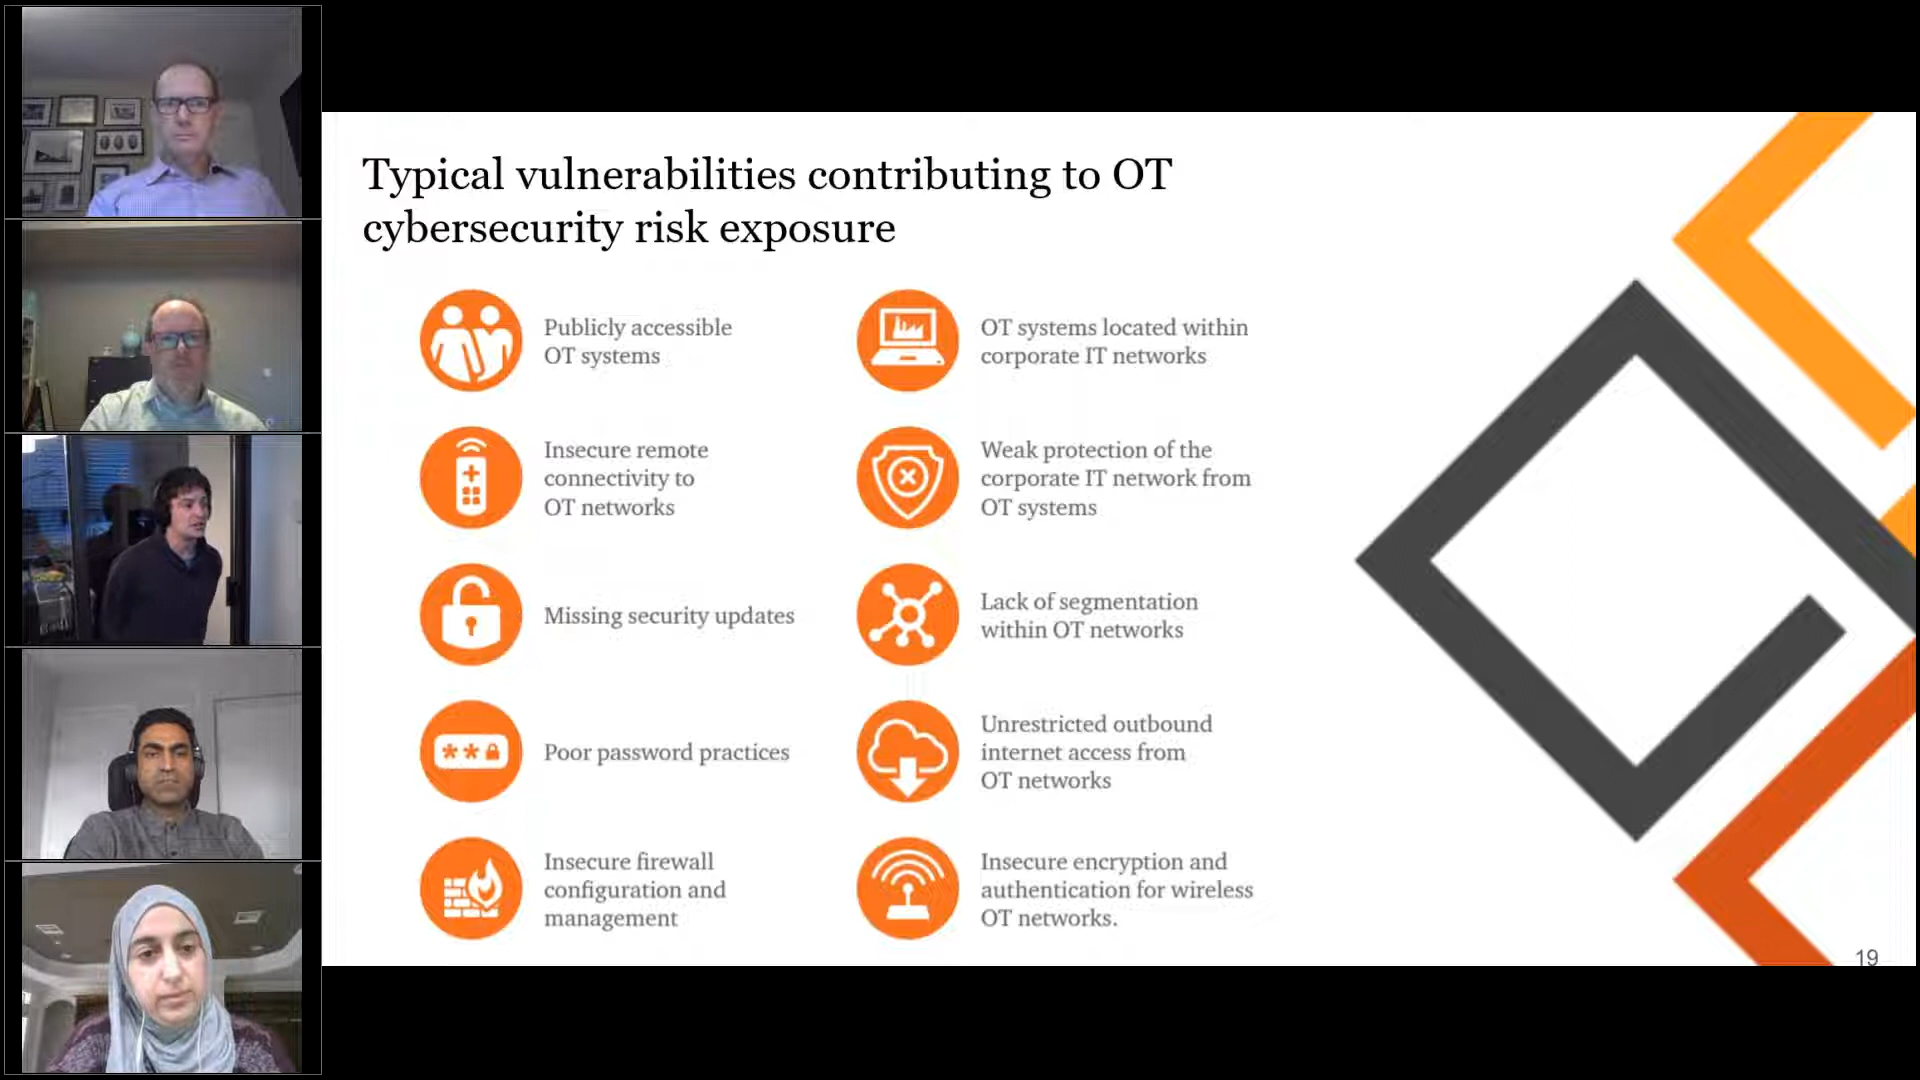 Typical vulnerabilities contributing to OT
cybersecurity risk exposure
Publicly accessible
OT systems
OT systems located within
corporate IT networks
Insecure remote
connectivity to
OT networks
Weak protection of the
corporate IT network from
OT systems
Missing security updates
Lack of segmentation
within OT networks
**
Poor password practices
Unrestricted outbound
internet access from
OT networks
Insecure firewall
configuration and
management
Insecure encryption and
authentication for wireless
OT networks.
19